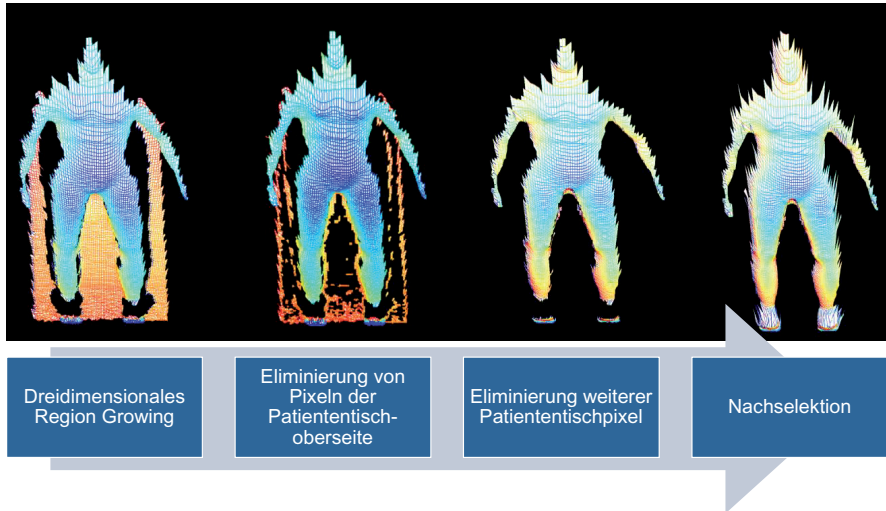 Dreidimensionales
Region Growing
Eliminierung von
Pixeln der
Patiententisch-
oberseite
Eliminierung weiterer
Patiententischpixel
Nachselektion